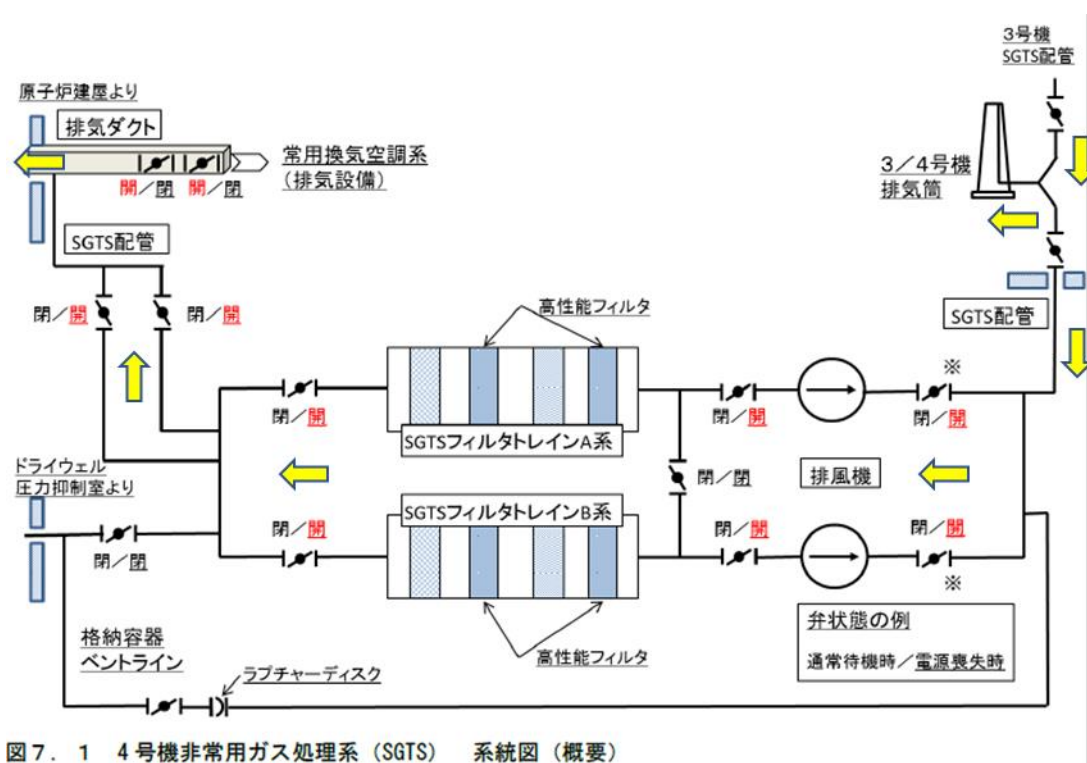 3号機
SGTS配管
原子炉建屋より
排気ダクト
常用換気空調系
(排気設備)
開/閉
開/閉
3/4号機
排気筒
SGTS配管
SGTS配管
閉/開
閉/開
高性能フィルタ
※
閉/開
閉/開
閉/開
SGTSフィルタトレインA系
ドライウェル
圧力抑制室より
閉/閉
排風機
SGTSフィルタトレインB系
閉/開
閉/開
閉/開
閉/閉
※
弁状態の例
通常待機時/電源喪失時
格納容器
ベントライン
高性能フィルタ
ラプチャーディスク
図7.1 4号機非常用ガス処理系(SGTS) 系統図(概要)